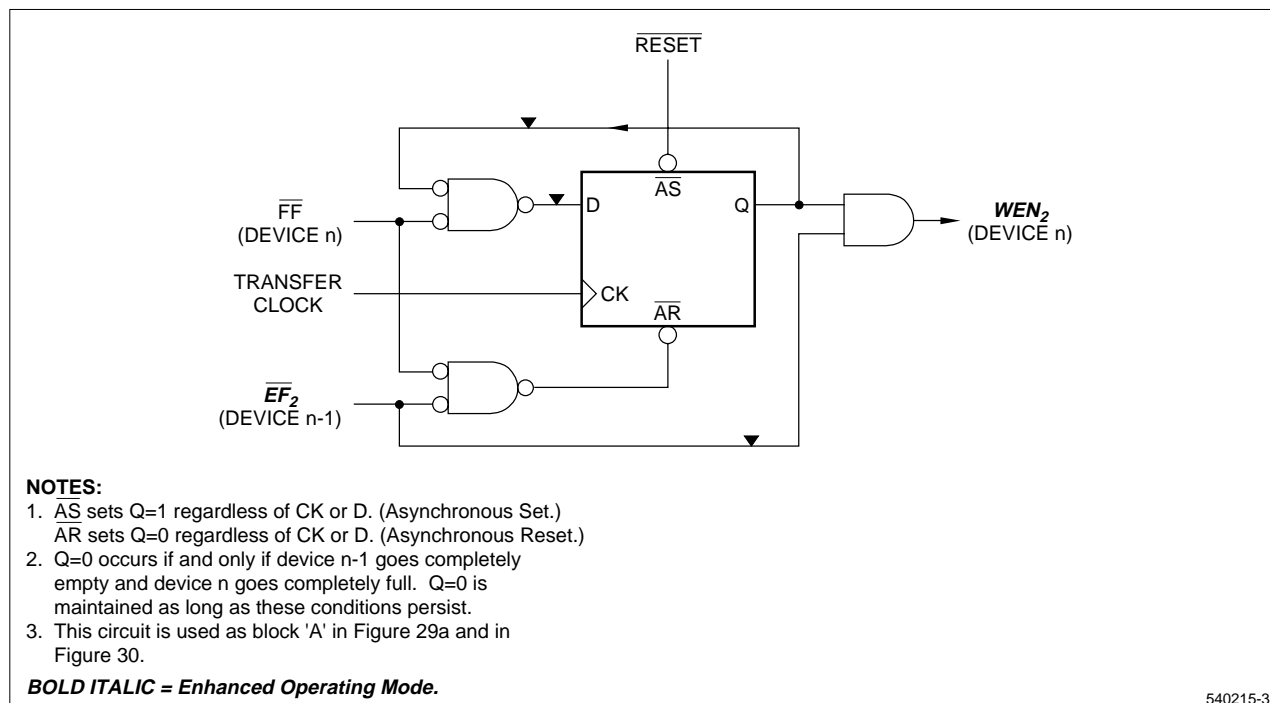 RESET
AS
D
Q
FF
(DEVICE n)
WEN2
(DEVICE n)
TRANSFER
CLOCK
CK
AR
EF2
(DEVICE n-1)
NOTES:
1. AS sets Q=1 regardless of CK or D. (Asynchronous Set.)
AR sets Q=0 regardless of CK or D. (Asynchronous Reset.)
2. Q=0 occurs if and only if device n-1 goes completely
empty and device n goes completely full. Q=0 is
maintained as long as these conditions persist.
3. This circuit is used as block 'A' in Figure 29a and in
Figure 30.
BOLD ITALIC = Enhanced Operating Mode.
540215-3